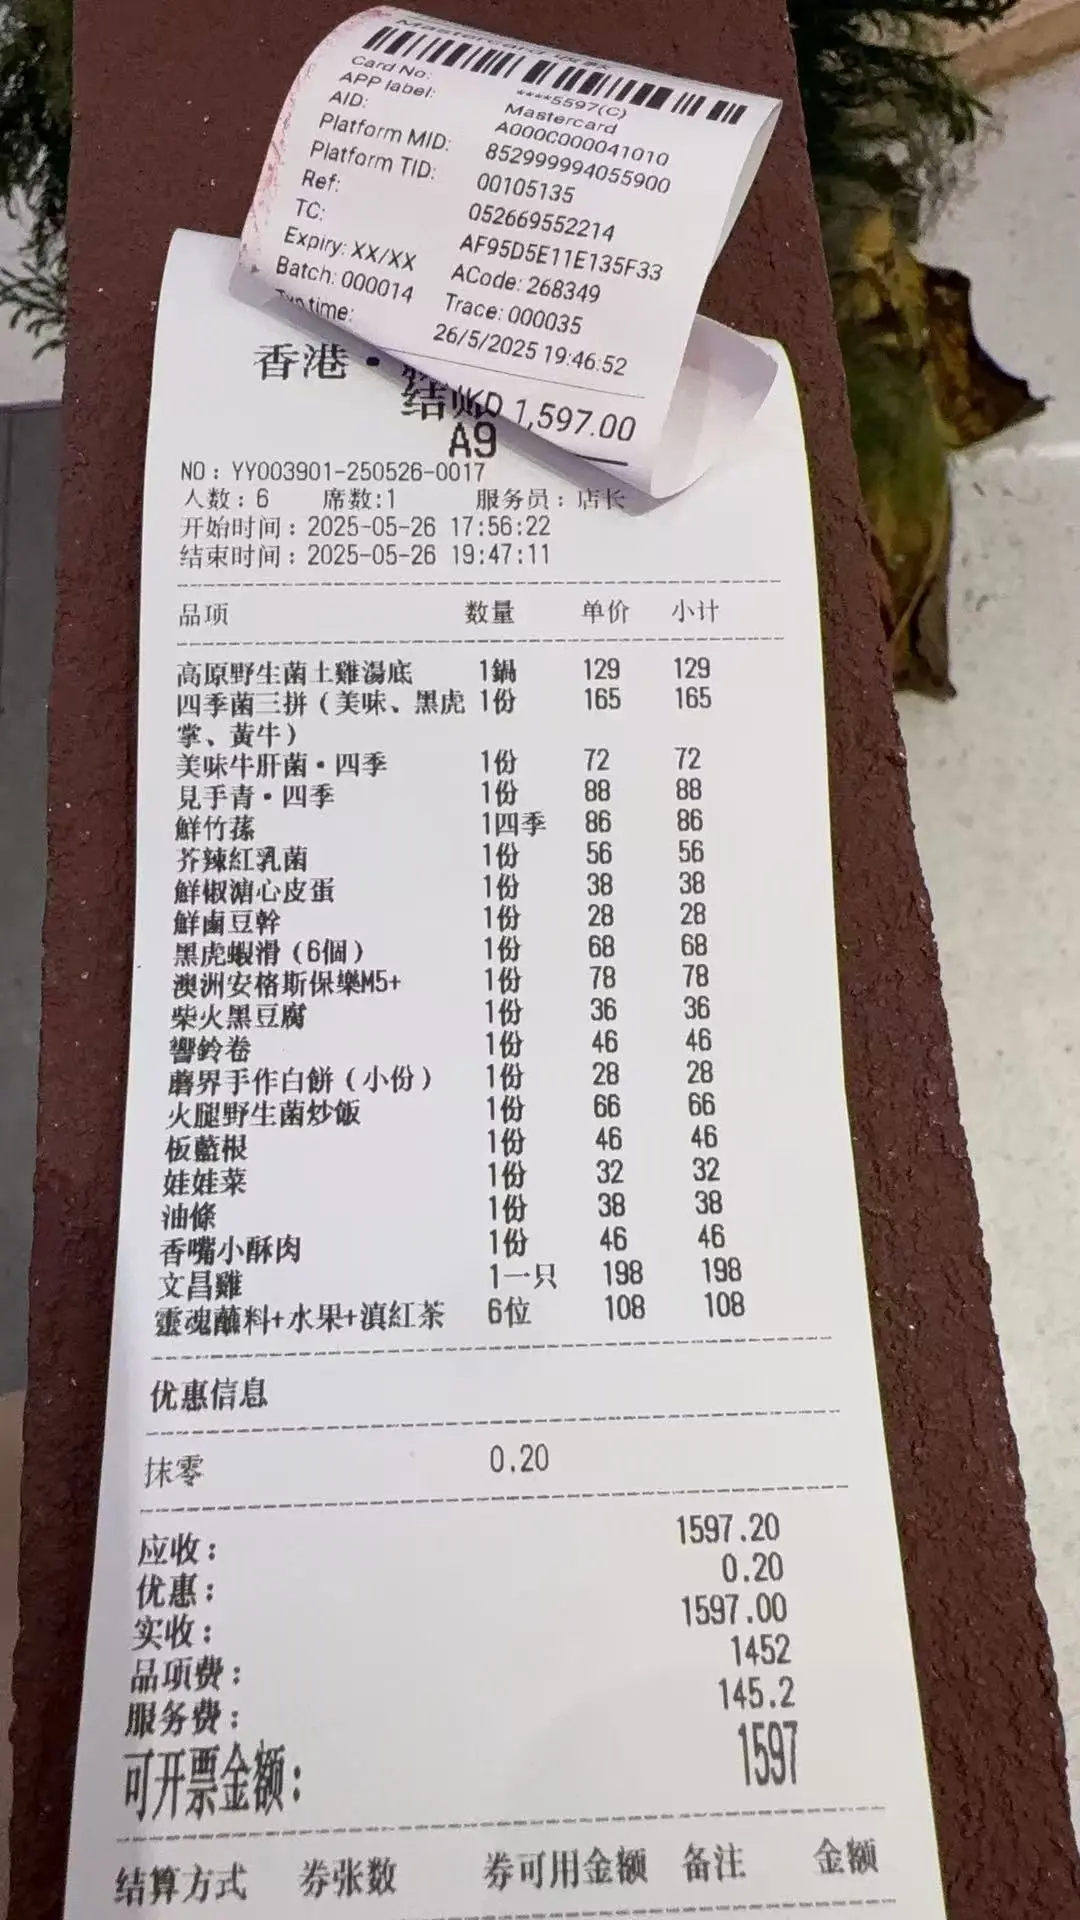 Mastercard
Card No: ****5597(C)
APP label: Mastercard
AID: A000C000041010
Platform MID: 852999994055900
Platform TID: 00105135
Ref: 052669552214
TC: AF95D5E11E135F33
Expiry: XX/XX ACode: 268349
Batch: 000014 Trace: 000035
time: 26/5/2025 19:46:52
HKD 1,597.00
香港·
结账
A9
NO: YY003901-250526-0017
人数: 6 席数:1 服务员: 店长
开始时间: 2025-05-26 17:56:22
结束时间: 2025-05-26 19:47:11
品项 数量 单价 小计
高原野生菌土雞湯底 1鍋 129 129
四季菌三拼(美味、黑虎 1份 165 165
掌、黃牛)
美味牛肝菌·四季 1份 72 72
見手青·四季 1份 88 88
鮮竹蓀 1四季 86 86
芥辣紅乳菌 1份 56 56
鮮椒溏心皮蛋 1份 38 38
鮮鹵豆幹 1份 28 28
黑虎蝦滑(6個) 1份 68 68
澳洲安格斯保樂M5+ 1份 78 78
柴火黑豆腐 1份 36 36
響鈴卷 1份 46 46
蘑界手作白餅(小份) 1份 28 28
火腿野生菌炒飯 1份 66 66
板藍根 1份 46 46
娃娃菜 1份 32 32
油條 1份 38 38
香嘴小酥肉 1份 46 46
文昌雞 1一只 198 198
靈魂蘸料+水果+滇紅茶 6位 108 108
优惠信息
抹零 0.20
应收: 1597.20
优惠: 0.20
实收: 1597.00
品项费: 1452
服务费: 145.2
可开票金额: 1597
结算方式 券张数 券可用金额 备注 金额